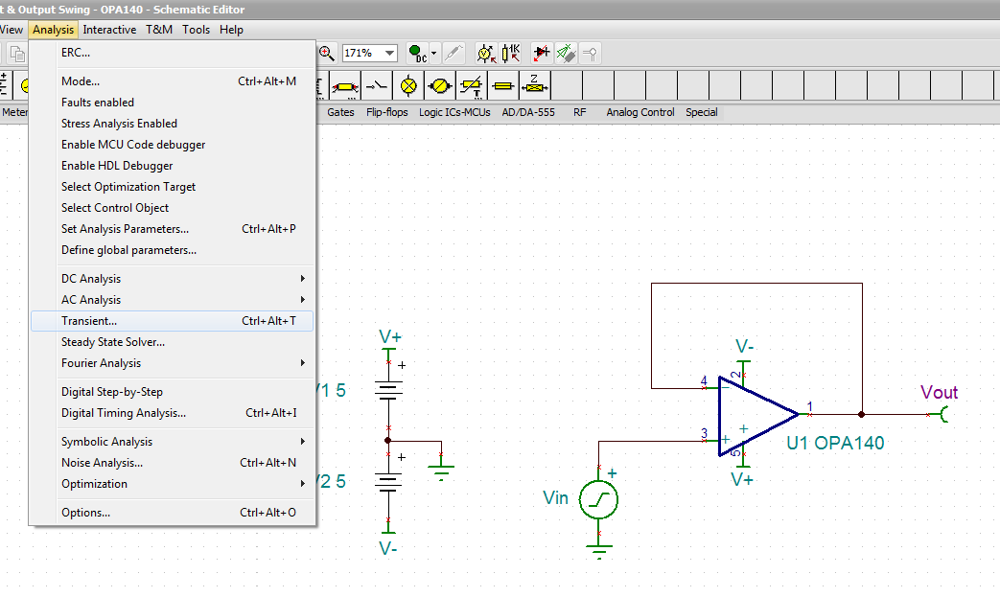 t & Output Swing - OPA140 - Schematic Editor
View Analysis Interactive T&M Tools Help
171%
DC
1K
Z
T
Meter
Gates Flip-flops Logic ICs-MCUs AD/DA-555 RF Analog Control Special
ERC...
Mode... Ctrl+Alt+M
Faults enabled
Stress Analysis Enabled
Enable MCU Code debugger
Enable HDL Debugger
Select Optimization Target
Select Control Object
Set Analysis Parameters... Ctrl+Alt+P
Define global parameters...
DC Analysis
AC Analysis
Transient... Ctrl+Alt+T
Steady State Solver...
Fourier Analysis
Digital Step-by-Step
Digital Timing Analysis... Ctrl+Alt+I
Symbolic Analysis
Noise Analysis... Ctrl+Alt+N
Optimization
Options... Ctrl+Alt+O
V+
+
V1 5
+
V2 5
V-
V-
2
4
-
1
Vout
3
+
+
5
U1 OPA140
V+
+
Vin